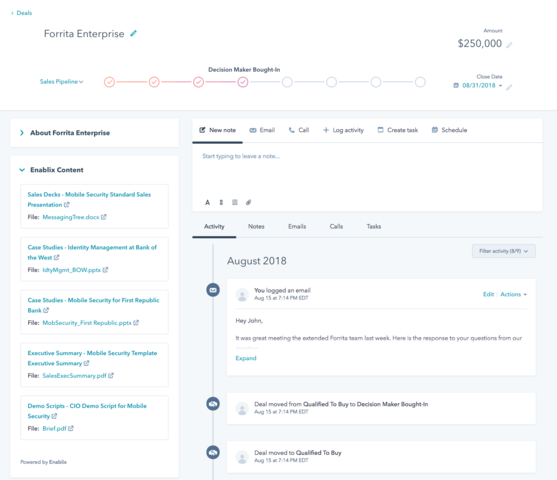 Deals
Forrita Enterprise
Amount
$250,000
Decision Maker Bought-In
Sales Pipeline
Close Date
08/31/2018
About Forrita Enterprise
Enablix Content
Sales Decks - Mobile Security Standard Sales
Presentation
File: MessagingTree.docs
Case Studies - Identity Management at Bank of
the West
File: IdtyMgmt_BOW.pptx
Case Studies - Mobile Security for First Republic
Bank
File: MobSecurity_First Republic.pptx
Executive Summary - Mobile Security Template
Executive Summary
File: SalesExecSummary.pdf
Demo Scripts - CIO Demo Script for Mobile
Security
File: Brief.pdf
Powered by Enablix
New note Email Call Log activity Create task Schedule
Start typing to leave a note...
A
Activity Notes Emails Calls Tasks
Filter activity (8/9)
August 2018
You logged an email
Aug 15 at 7:14 PM EDT
Edit Actions
Hey John,
It was great meeting the extended Forrita team last week. Here is the response to your questions from our
Expand
Deal moved from Qualified To Buy to Decision Maker Bought-In
Aug 15 at 7:14 PM EDT
Deal moved to Qualified To Buy
Aug 15 at 7:14 PM EDT